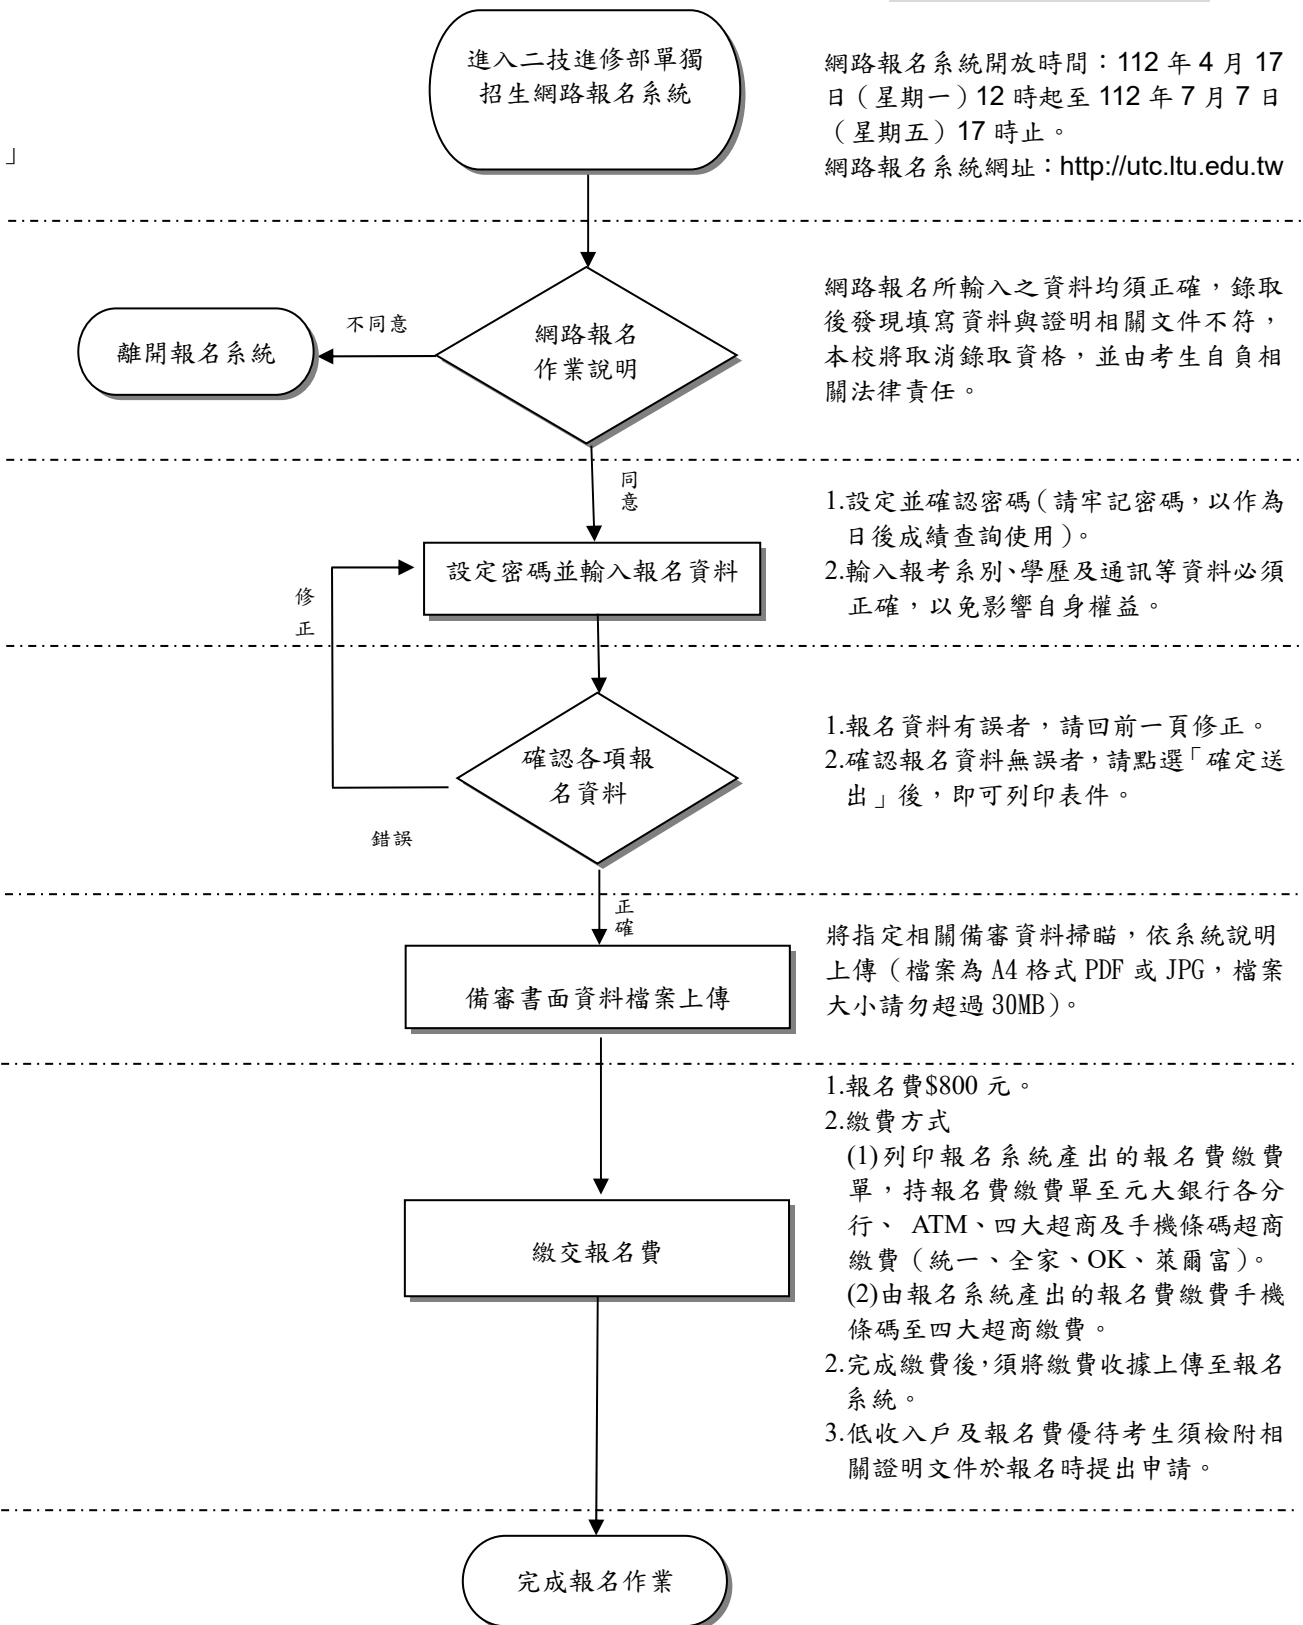 進入二技進修部單獨
招生網路報名系統
網路報名系統開放時間：112 年 4 月 17
日（星期一）12 時起至 112 年 7 月 7 日
（星期五）17 時止。
網路報名系統網址：http://utc.ltu.edu.tw
」
網路報名
作業說明
不同意
離開報名系統
網路報名所輸入之資料均須正確，錄取
後發現填寫資料與證明相關文件不符，
本校將取消錄取資格，並由考生自負相
關法律責任。
同
意
設定密碼並輸入報名資料
修
正
1.設定並確認密碼（請牢記密碼，以作為
日後成績查詢使用）。
2.輸入報考系別、學歷及通訊等資料必須
正確，以免影響自身權益。
確認各項報
名資料
錯誤
1.報名資料有誤者，請回前一頁修正。
2.確認報名資料無誤者，請點選「確定送
出」後，即可列印表件。
正
確
備審書面資料檔案上傳
將指定相關備審資料掃瞄，依系統說明
上傳（檔案為 A4 格式 PDF 或 JPG，檔案
大小請勿超過 30MB）。
繳交報名費
1.報名費$800 元。
2.繳費方式
(1)列印報名系統產出的報名費繳費
單，持報名費繳費單至元大銀行各分
行、 ATM、四大超商及手機條碼超商
繳費（統一、全家、OK、萊爾富）。
(2)由報名系統產出的報名費繳費手機
條碼至四大超商繳費。
2.完成繳費後，須將繳費收據上傳至報名
系統。
3.低收入戶及報名費優待考生須檢附相
關證明文件於報名時提出申請。
完成報名作業